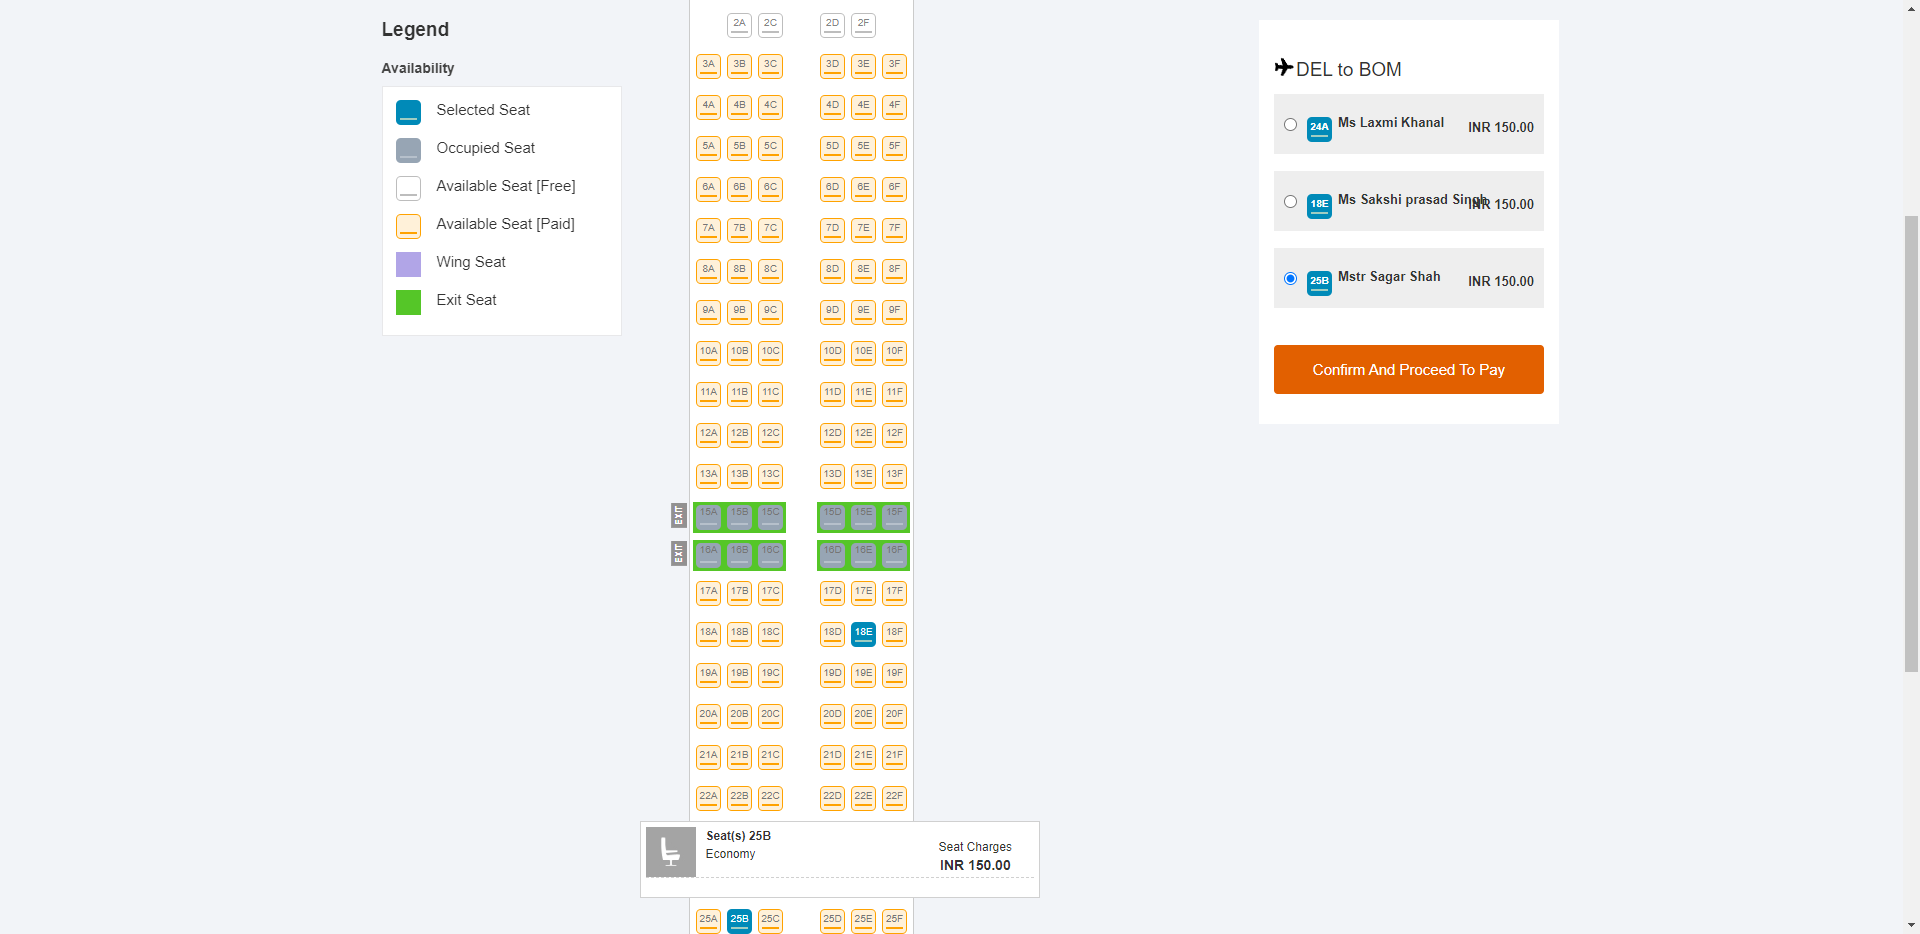 Legend
Availability
Selected Seat
Occupied Seat
Available Seat [Free]
Available Seat [Paid]
Wing Seat
Exit Seat
2A 2C 2D 2F
3A 3B 3C 3D 3E 3F
4A 4B 4C 4D 4E 4F
5A 5B 5C 5D 5E 5F
6A 6B 6C 6D 6E 6F
7A 7B 7C 7D 7E 7F
8A 8B 8C 8D 8E 8F
9A 9B 9C 9D 9E 9F
10A 10B 10C 10D 10E 10F
11A 11B 11C 11D 11E 11F
12A 12B 12C 12D 12E 12F
13A 13B 13C 13D 13E 13F
EXIT 15A 15B 15C 15D 15E 15F
EXIT 16A 16B 16C 16D 16E 16F
17A 17B 17C 17D 17E 17F
18A 18B 18C 18D 18E 18F
19A 19B 19C 19D 19E 19F
20A 20B 20C 20D 20E 20F
21A 21B 21C 21D 21E 21F
22A 22B 22C 22D 22E 22F
Seat(s) 25B
Economy
Seat Charges
INR 150.00
25A 25B 25C 25D 25E 25F
DEL to BOM
24A Ms Laxmi Khanal INR 150.00
18E Ms Sakshi prasad Singh INR 150.00
25B Mstr Sagar Shah INR 150.00
Confirm And Proceed To Pay